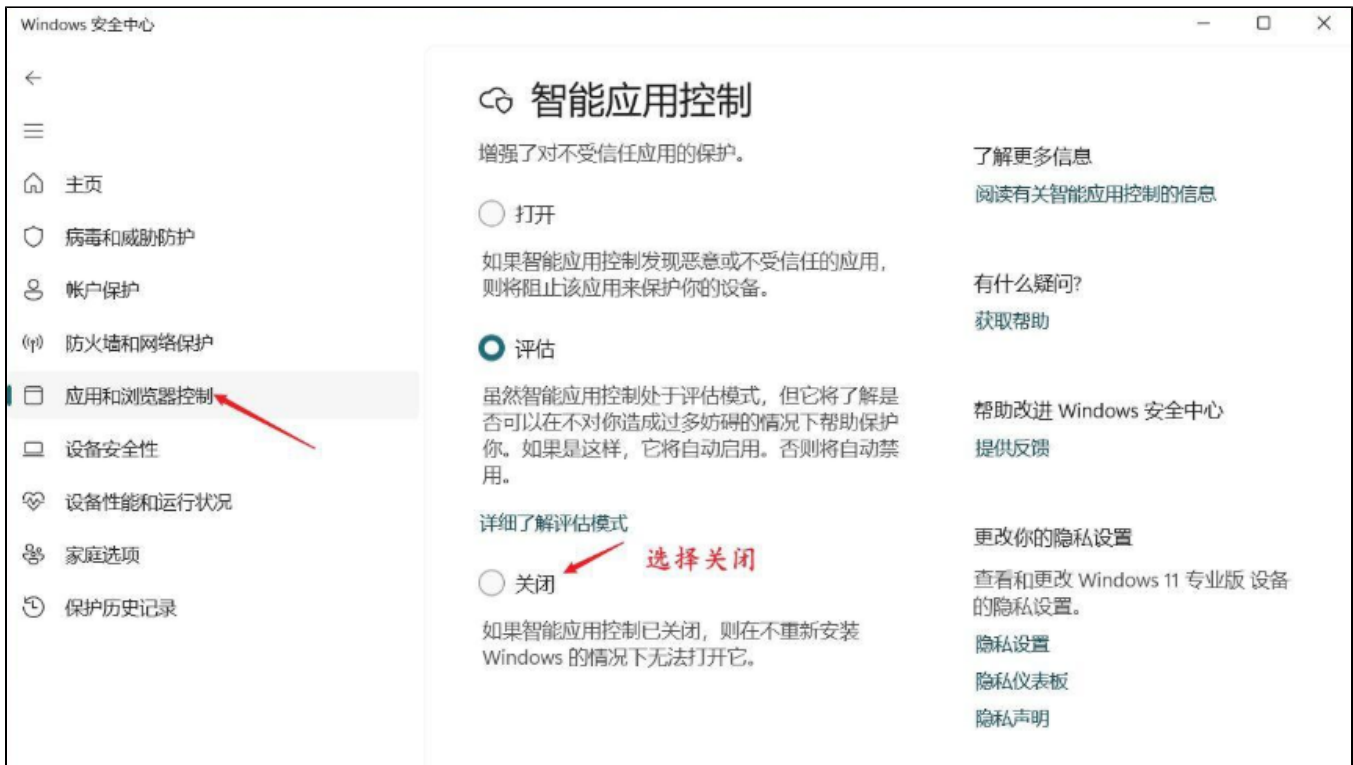 Windows 安全中心
主页
病毒和威胁防护
帐户保护
防火墙和网络保护
应用和浏览器控制
设备安全性
设备性能和运行状况
家庭选项
保护历史记录
智能应用控制
增强了对不受信任应用的保护。
打开
如果智能应用控制发现恶意或不受信任的应用，
则将阻止该应用来保护你的设备。
评估
虽然智能应用控制处于评估模式，但它将了解是
否可以在不对你造成过多妨碍的情况下帮助保护
你。如果是这样，它将自动启用。否则将自动禁
用。
详细了解评估模式
选择关闭
关闭
如果智能应用控制已关闭，则在不重新安装
Windows 的情况下无法打开它。
了解更多信息
阅读有关智能应用控制的信息
有什么疑问?
获取帮助
帮助改进 Windows 安全中心
提供反馈
更改你的隐私设置
查看和更改 Windows 11 专业版 设备
的隐私设置。
隐私设置
隐私仪表板
隐私声明